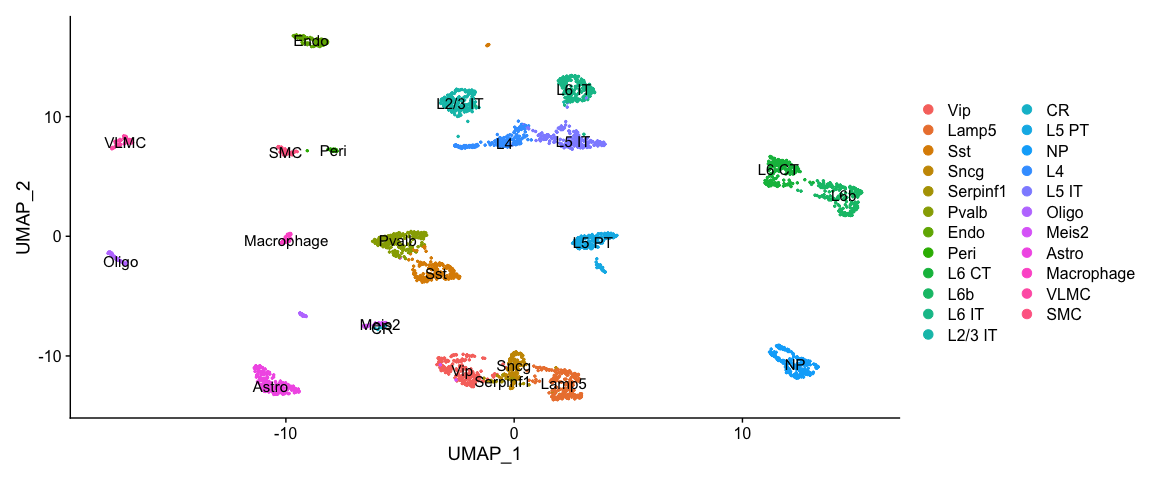 Endo
L2/3 IT
L6 IT
10
VLMC
SMC
Peri
L4
L5 IT
L6 CT
L6b
UMAP_2
0
Macrophage
Pvalb
L5 PT
Oligo
Sst
Meis2
CR
-10
Astro
Vip
Sncg
Serpinf1
Lamp5
NP
-10
0
10
UMAP_1
Vip
Lamp5
Sst
Sncg
Serpinf1
Pvalb
Endo
Peri
L6 CT
L6b
L6 IT
L2/3 IT
CR
L5 PT
NP
L4
L5 IT
Oligo
Meis2
Astro
Macrophage
VLMC
SMC